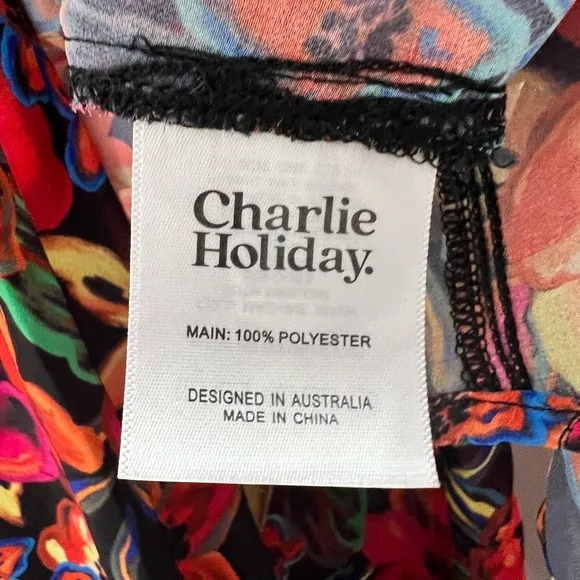 Charlie
Holiday.
MAIN: 100% POLYESTER
DESIGNED IN AUSTRALIA
MADE IN CHINA